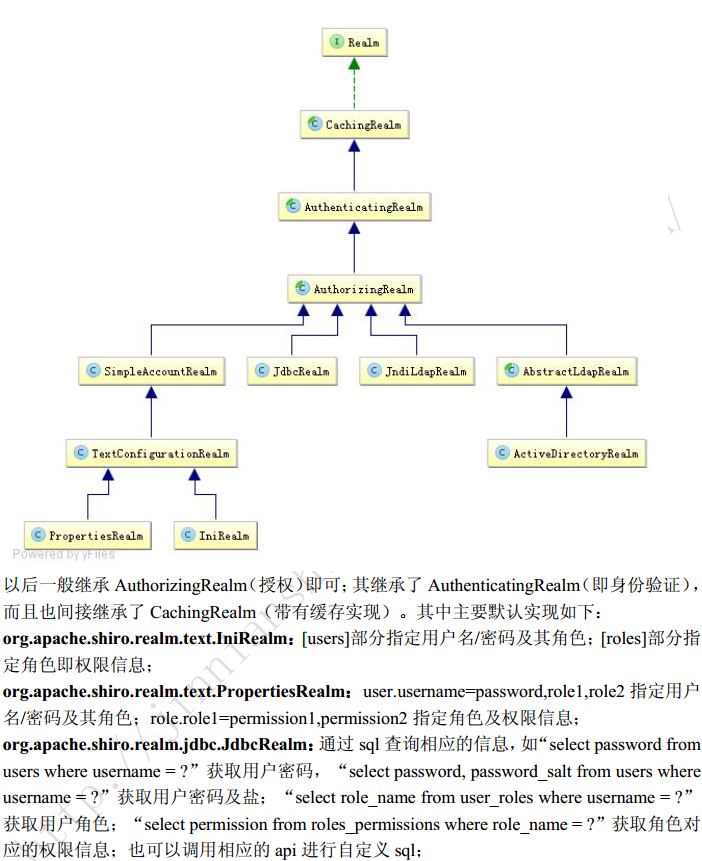 I Realm
C CachingRealm
C AuthenticatingRealm
C AuthorizingRealm
C SimpleAccountRealm C JdbcRealm C JndiLdapRealm C AbstractLdapRealm
C TextConfigurationRealm C ActiveDirectoryRealm
C PropertiesRealm C IniRealm
Powered by yFiles
以后一般继承 AuthorizingRealm（授权）即可；其继承了 AuthenticatingRealm（即身份验证），
而且也间接继承了 CachingRealm（带有缓存实现）。其中主要默认实现如下：
org.apache.shiro.realm.text.IniRealm：[users]部分指定用户名/密码及其角色；[roles]部分指
定角色即权限信息；
org.apache.shiro.realm.text.PropertiesRealm：user.username=password,role1,role2 指定用户
名/密码及其角色；role.role1=permission1,permission2 指定角色及权限信息；
org.apache.shiro.realm.jdbc.JdbcRealm：通过 sql 查询相应的信息，如“select password from
users where username = ?”获取用户密码，“select password, password_salt from users where
username = ?”获取用户密码及盐；“select role_name from user_roles where username = ?”
获取用户角色；“select permission from roles_permissions where role_name = ?”获取角色对
应的权限信息；也可以调用相应的 api 进行自定义 sql；